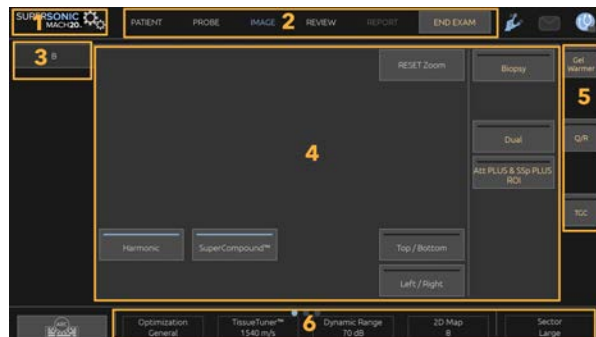 SUPERSONIC
MACH20
1
PATIENT
PROBE
IMAGE
2
REVIEW
REPORT
END EXAM
3
B
RESET Zoom
Biopsy
Gel
Warmer
5
4
Dual
Q/R
Att PLUS & SSp PLUS
ROI
TGC
Harmonic
SuperCompound™
Top / Bottom
Left / Right
6
Optimization
General
TissueTuner™
1540 m/s
Dynamic Range
70 dB
2D Map
8
Sector
Large